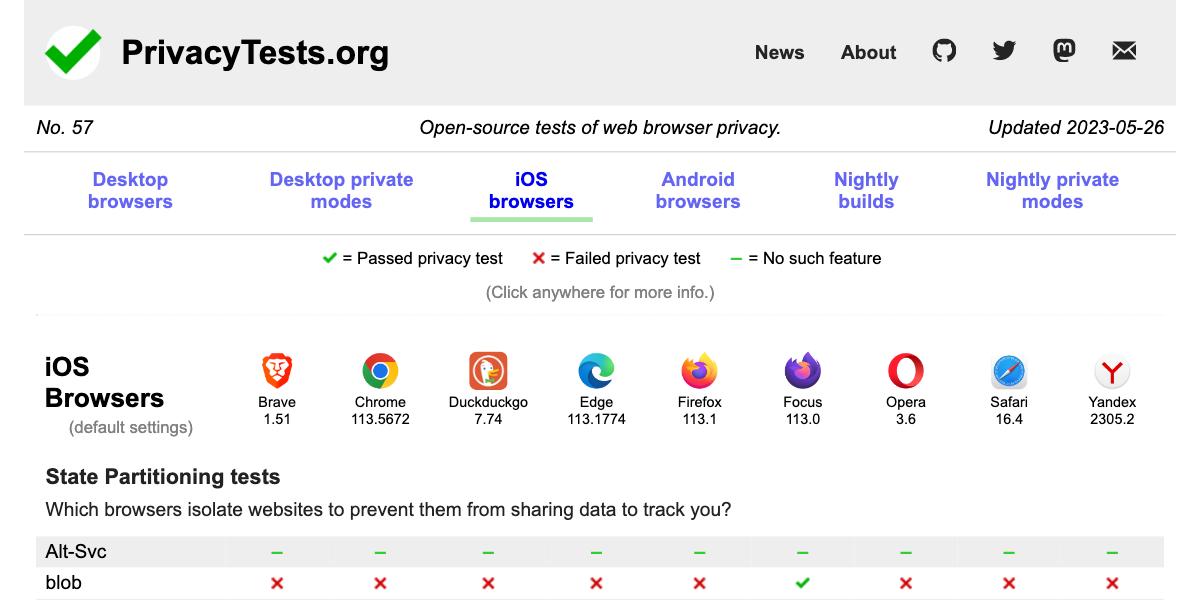 PrivacyTests.org
News About
No. 57 Open-source tests of web browser privacy. Updated 2023-05-26
Desktop browsers Desktop private modes iOS browsers Android browsers Nightly builds Nightly private modes
= Passed privacy test = Failed privacy test = No such feature
(Click anywhere for more info.)
iOS Browsers
(default settings)
Brave 1.51
Chrome 113.5672
Duckduckgo 7.74
Edge 113.1774
Firefox 113.1
Focus 113.0
Opera 3.6
Safari 16.4
Yandex 2305.2
State Partitioning tests
Which browsers isolate websites to prevent them from sharing data to track you?
Alt-Svc
blob